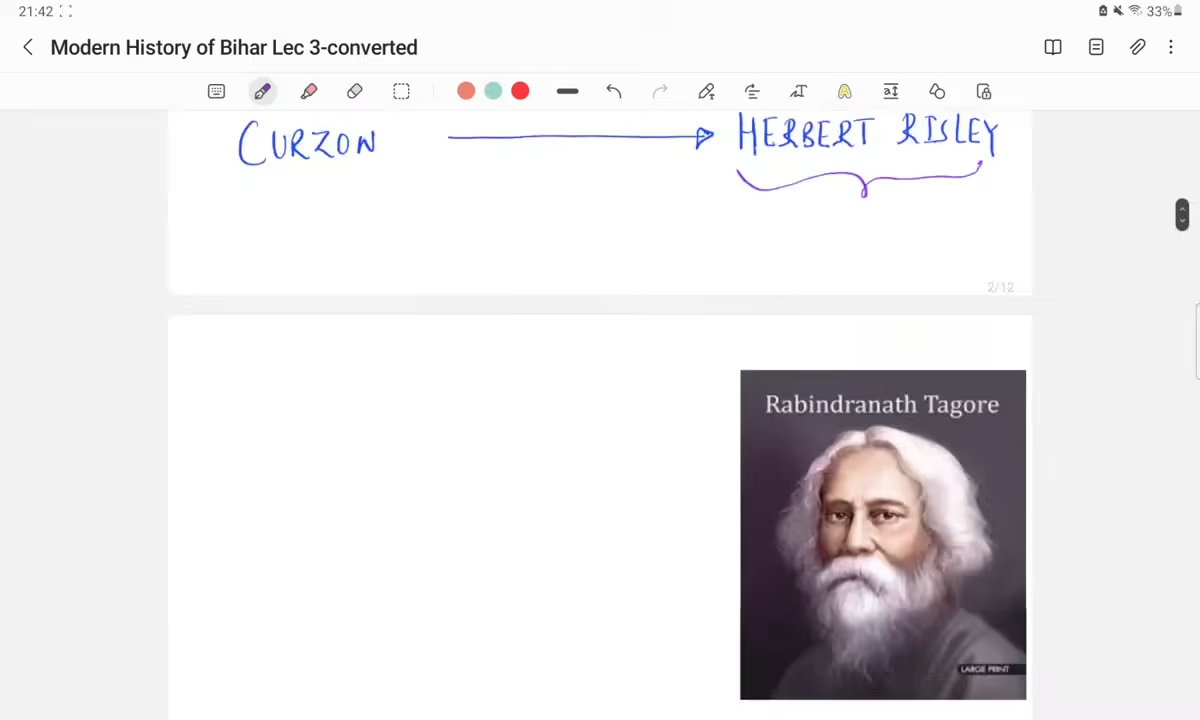 21:42
33%
Modern History of Bihar Lec 3-converted
CURZON
HERBERT RISLEY
2/12
Rabindranath Tagore
LARGE PRINT